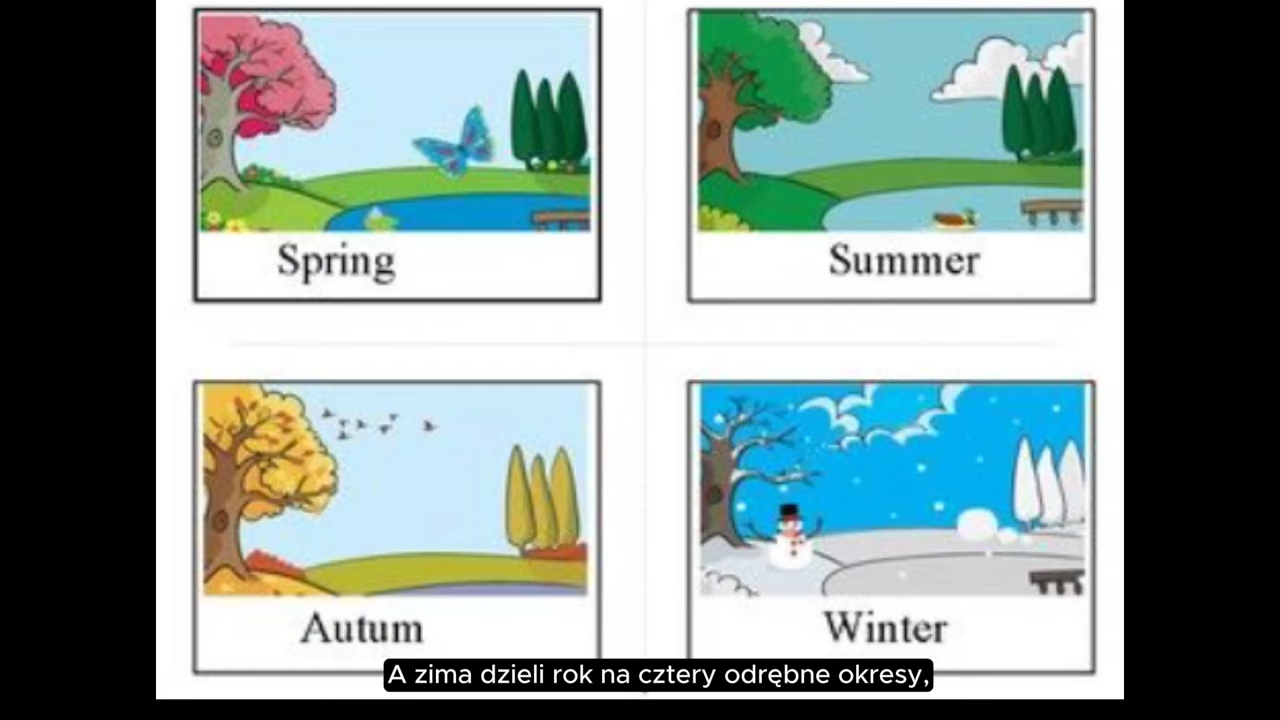 Spring
Summer
Autum
Winter
A zima dzieli rok na cztery odrębne okresy,